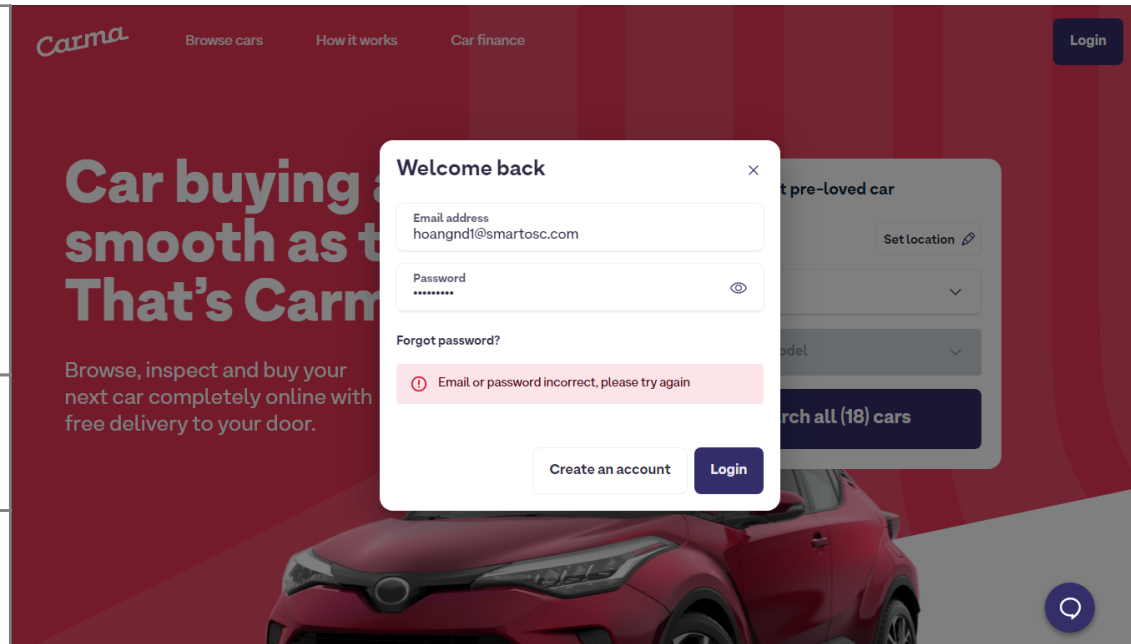 Carma
Browse cars
How it works
Car finance
Login
Car buying
smooth as t
That's Carm
Browse, inspect and buy your
next car completely online with
free delivery to your door.
Welcome back
Email address
hoangnd1@smartosc.com
Password
•••••••••
Forgot password?
Email or password incorrect, please try again
Create an account
Login
t pre-loved car
Set location
odel
rch all (18) cars